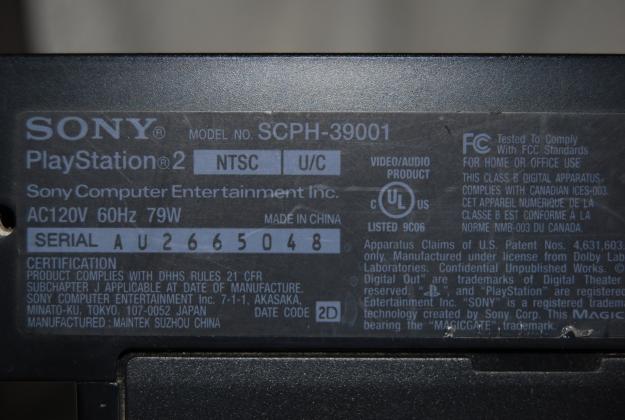 SONY® MODEL NO. SCPH-39001
PlayStation®2 NTSC U/C
Sony Computer Entertainment Inc.
AC120V 60Hz 79W MADE IN CHINA
SERIAL AU2665048
CERTIFICATION
PRODUCT COMPLIES WITH DHHS RULES 21 CFR
SUBCHAPTER J APPLICABLE AT DATE OF MANUFACTURE.
SONY COMPUTER ENTERTAINMENT INC. 7-1-1, AKASAKA,
MINATO-KU, TOKYO, 107-0052 JAPAN DATE CODE 2D
MANUFACTURED : MAINTEK SUZHOU CHINA
VIDEO/AUDIO
PRODUCT
C UL® US
LISTED 9C06
FC Tested To Comply
With FCC Standards
FOR HOME OR OFFICE USE
THIS CLASS B DIGITAL APPARATUS
COMPLIES WITH CANADIAN ICES-003.
CET APPAREIL NUMERIQUE DE LA
CLASSE B EST CONFORME À LA
NORME NMB-003 DU CANADA.
Apparatus Claims of U.S. Patent Nos. 4,631,603,
only. Manufactured under license from Dolby Lab
Laboratories. Confidential Unpublished Works. ©
Digital Out" are trademarks of Digital Theater
reserved. " ", and "PlayStation" are registered
Entertainment Inc. "SONY" is a registered tradem
technology created by Sony Corp. This MAGIC
bearing the "MAGICGATE" trademark.